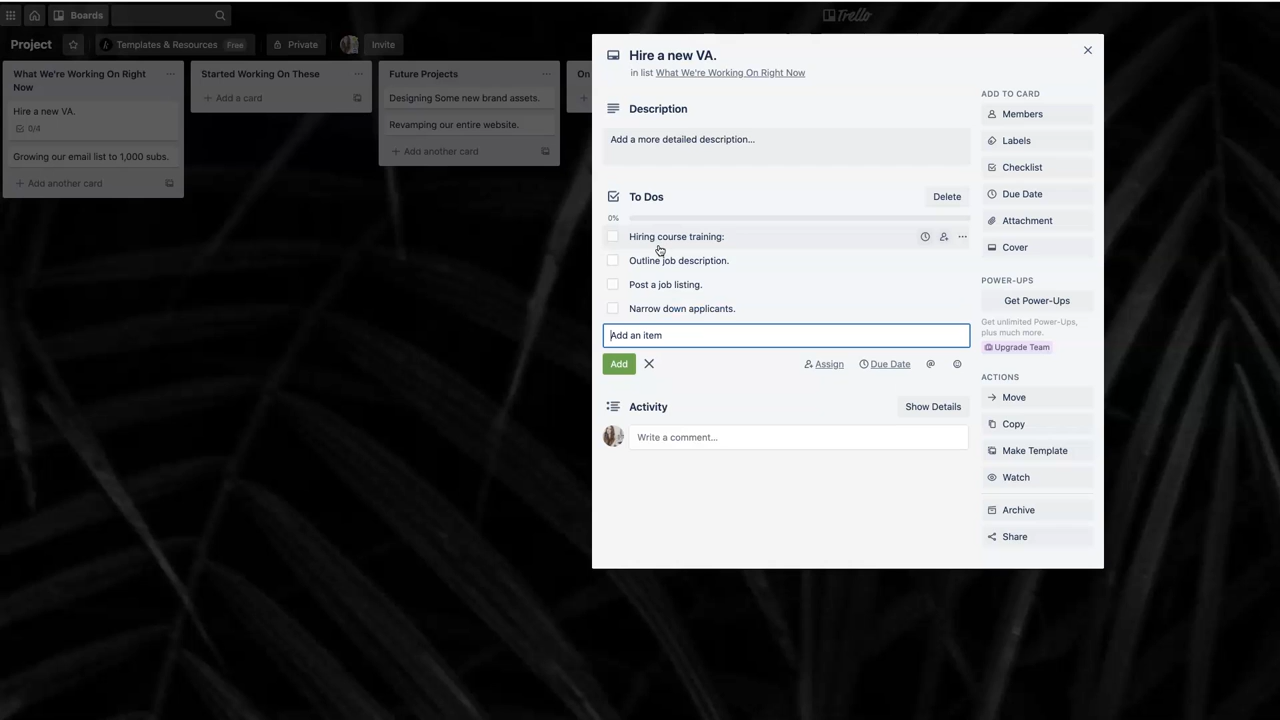 Boards
Trello
Project
Templates & Resources
Free
Private
Invite
What We're Working On Right
Now
Hire a new VA.
0/4
Growing our email list to 1,000 subs.
Add another card
Started Working On These
Add a card
Future Projects
Designing Some new brand assets.
Revamping our entire website.
Add another card
On
Hire a new VA.
in list What We're Working On Right Now
Description
Add a more detailed description...
To Dos
Delete
0%
Hiring course training:
Outline job description.
Post a job listing.
Narrow down applicants.
Add an item
Add
Assign
Due Date
Activity
Show Details
Write a comment...
ADD TO CARD
Members
Labels
Checklist
Due Date
Attachment
Cover
POWER-UPS
Get Power-Ups
Get unlimited Power-Ups,
plus much more.
Upgrade Team
ACTIONS
Move
Copy
Make Template
Watch
Archive
Share